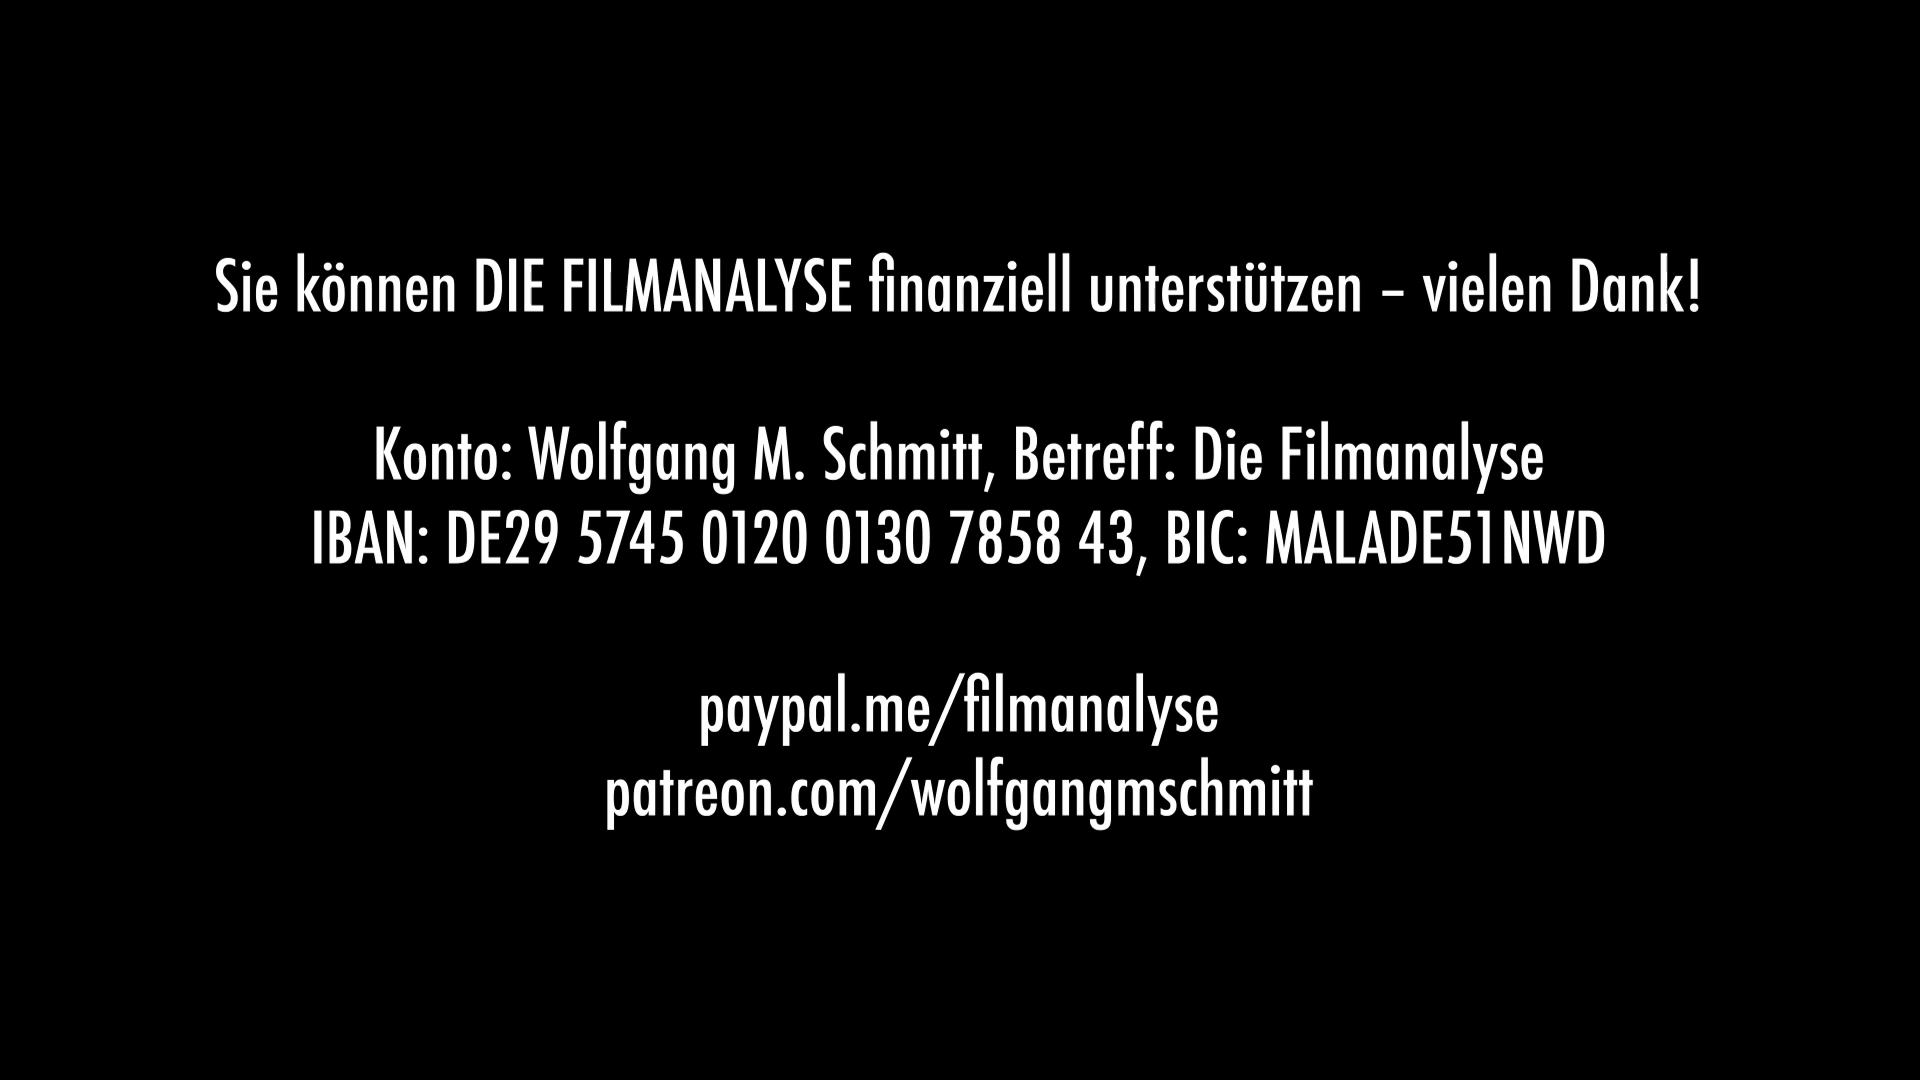 Sie können DIE FILMANALYSE finanziell unterstützen – vielen Dank!
Konto: Wolfgang M. Schmitt, Betreff: Die Filmanalyse
IBAN: DE29 5745 0120 0130 7858 43, BIC: MALADE51NWD
paypal.me/filmanalyse
patreon.com/wolfgangmschmitt